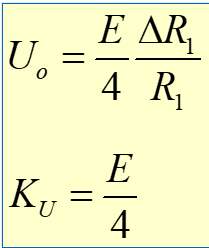 U_o = \frac{E}{4} \frac{\Delta R_1}{R_1}
K_U = \frac{E}{4}